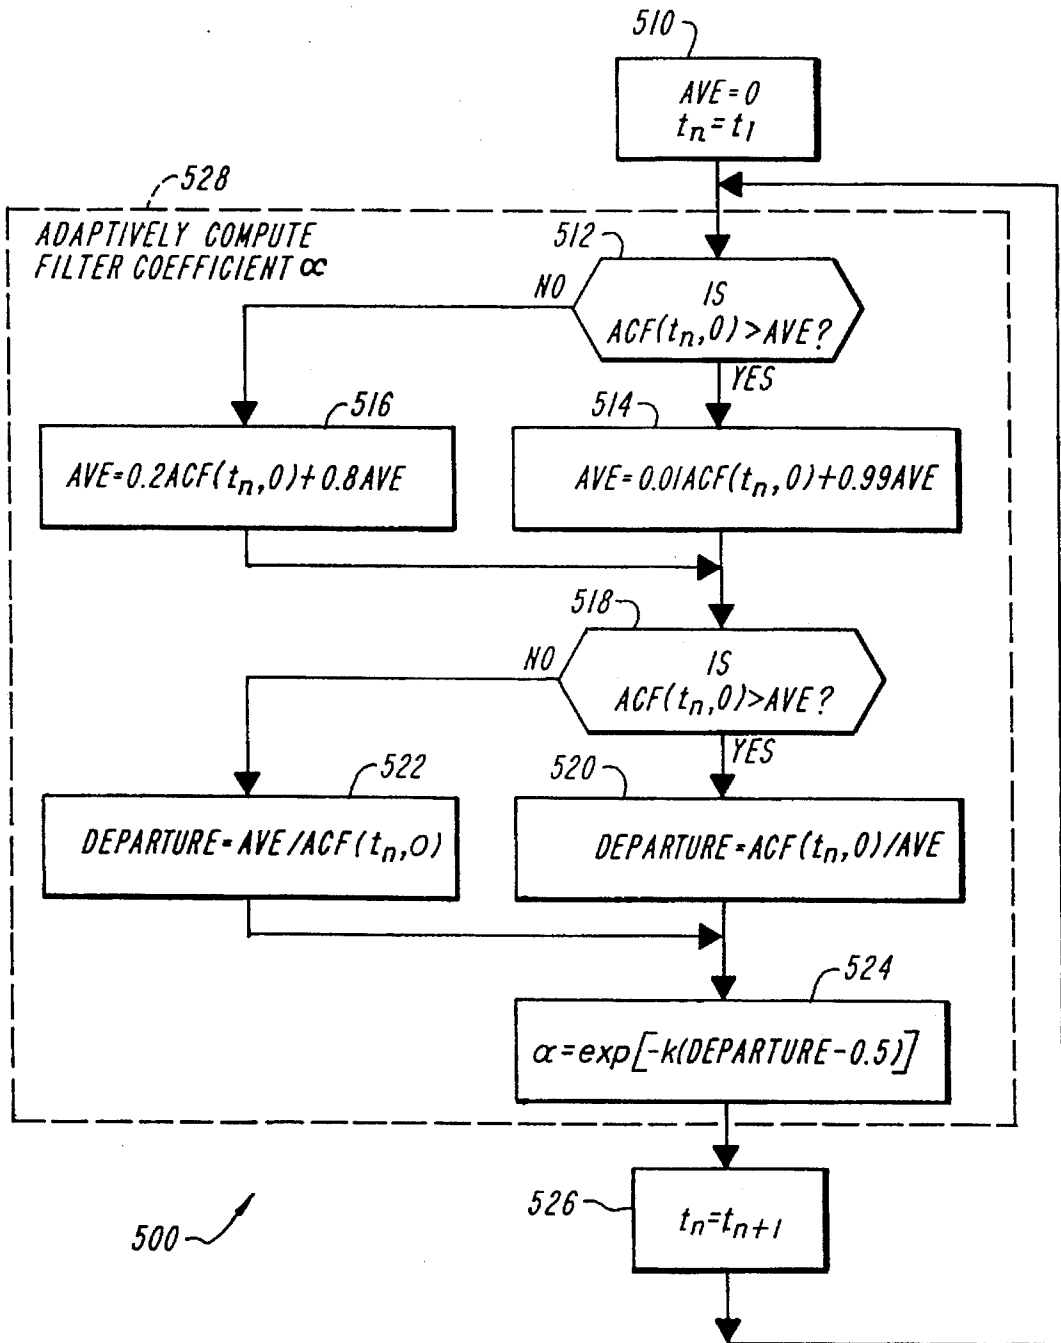 510
AVE=0
tn=t1
528
ADAPTIVELY COMPUTE
FILTER COEFFICIENT ∝
512
NO
IS
ACF(tn,0)>AVE?
YES
516
AVE=0.2ACF(tn,0)+0.8AVE
514
AVE=0.01ACF(tn,0)+0.99AVE
518
NO
IS
ACF(tn,0)>AVE?
YES
522
DEPARTURE=AVE/ACF(tn,0)
520
DEPARTURE=ACF(tn,0)/AVE
524
∝=exp[-k(DEPARTURE-0.5)]
526
tn=tn+1
500